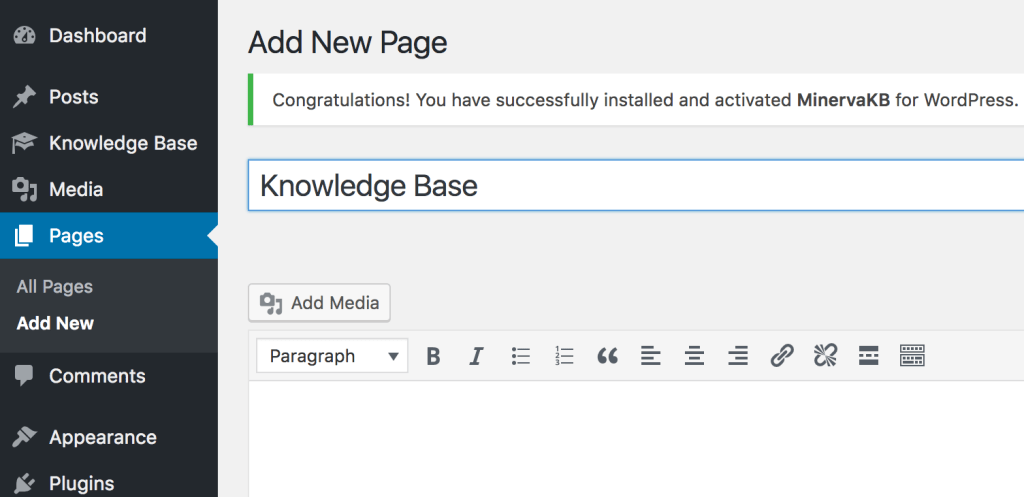 Dashboard
Posts
Knowledge Base
Media
Pages
All Pages
Add New
Comments
Appearance
Plugins
Add New Page
Congratulations! You have successfully installed and activated MinervaKB for WordPress.
Knowledge Base
Add Media
Paragraph